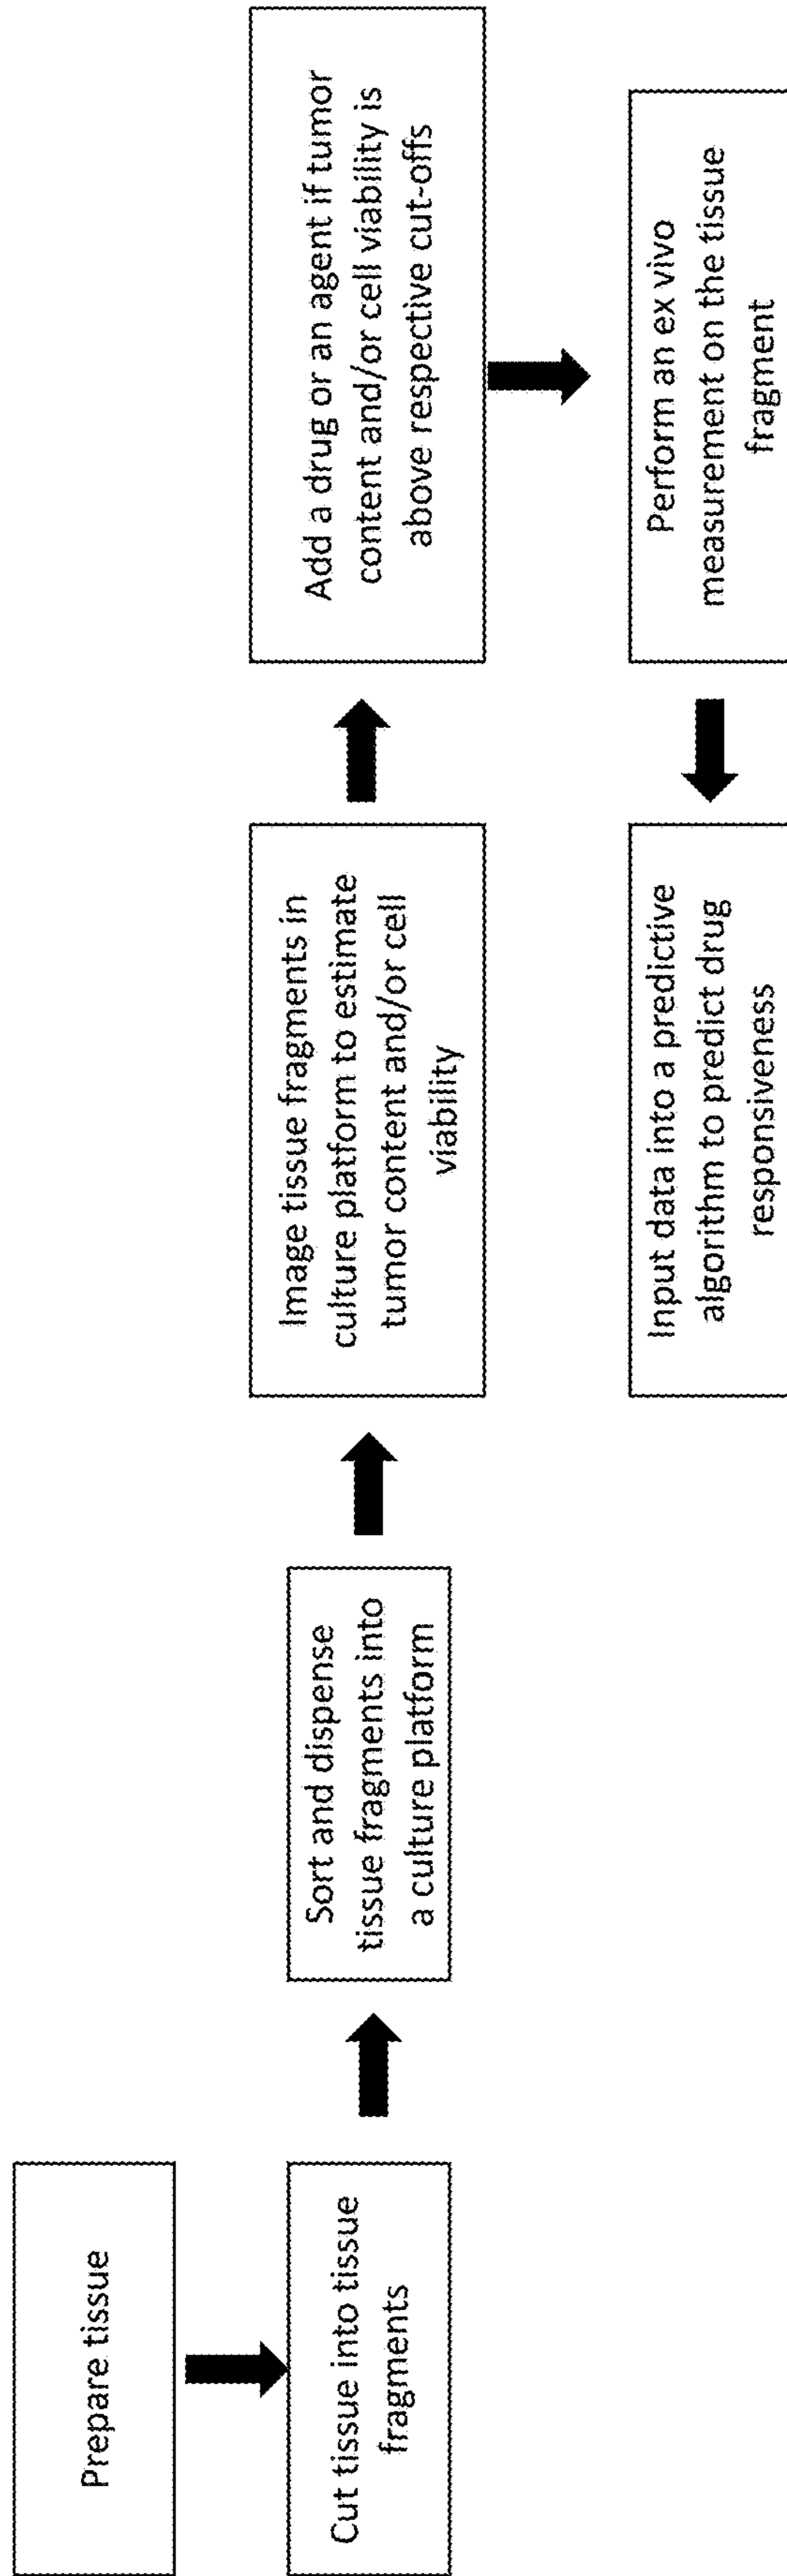 Prepare tissue
Cut tissue into tissue
fragments
Sort and dispense
tissue fragments into
a culture platform
Image tissue fragments in
culture platform to estimate
tumor content and/or cell
viability
Add a drug or an agent if tumor
content and/or cell viability is
above respective cut-offs
Perform an ex vivo
measurement on the tissue
fragment
Input data into a predictive
algorithm to predict drug
responsiveness